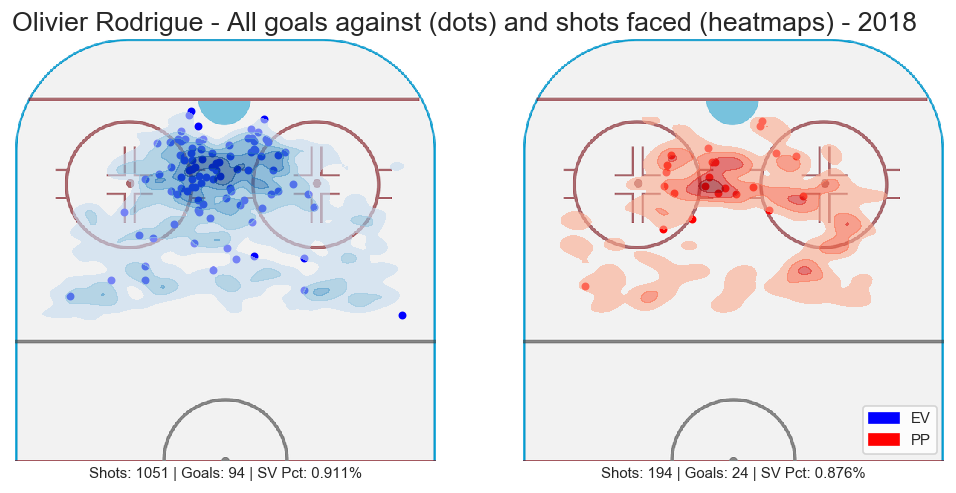 Olivier Rodrigue - All goals against (dots) and shots faced (heatmaps) - 2018
EV
PP
Shots: 1051 | Goals: 94 | SV Pct: 0.911%
Shots: 194 | Goals: 24 | SV Pct: 0.876%